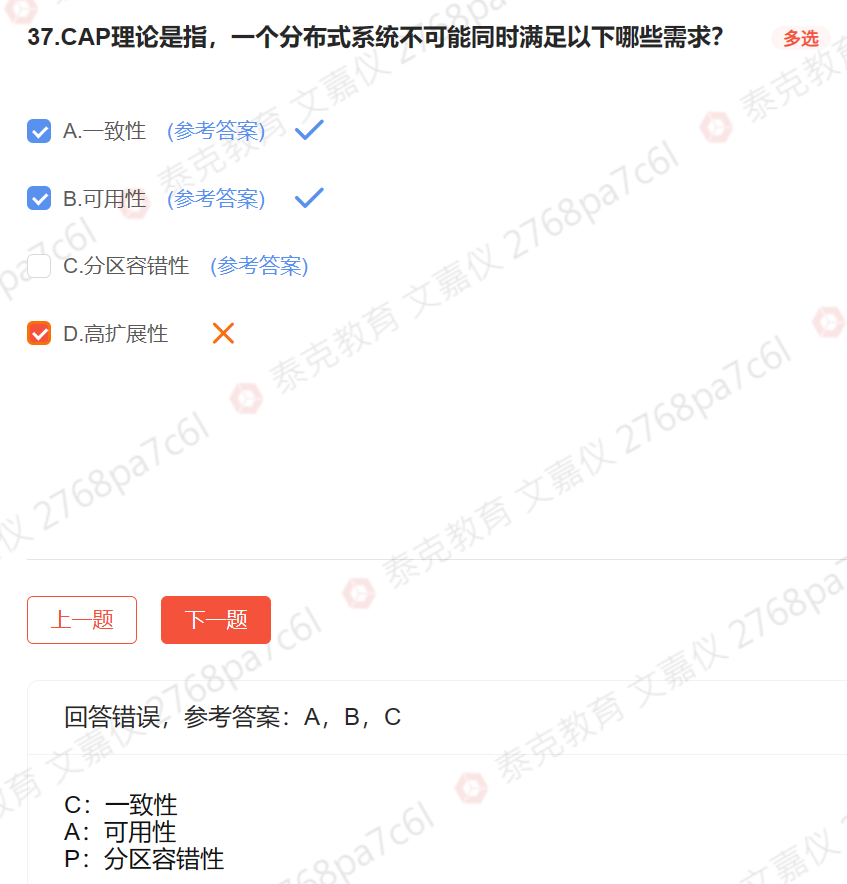 37.CAP理论是指，一个分布式系统不可能同时满足以下哪些需求？ 多选
A.一致性 (参考答案)
B.可用性 (参考答案)
C.分区容错性 (参考答案)
D.高扩展性
上一题 下一题
回答错误，参考答案：A，B，C
C：一致性
A：可用性
P：分区容错性
泰克教育 文嘉仪 2768pa7c6l